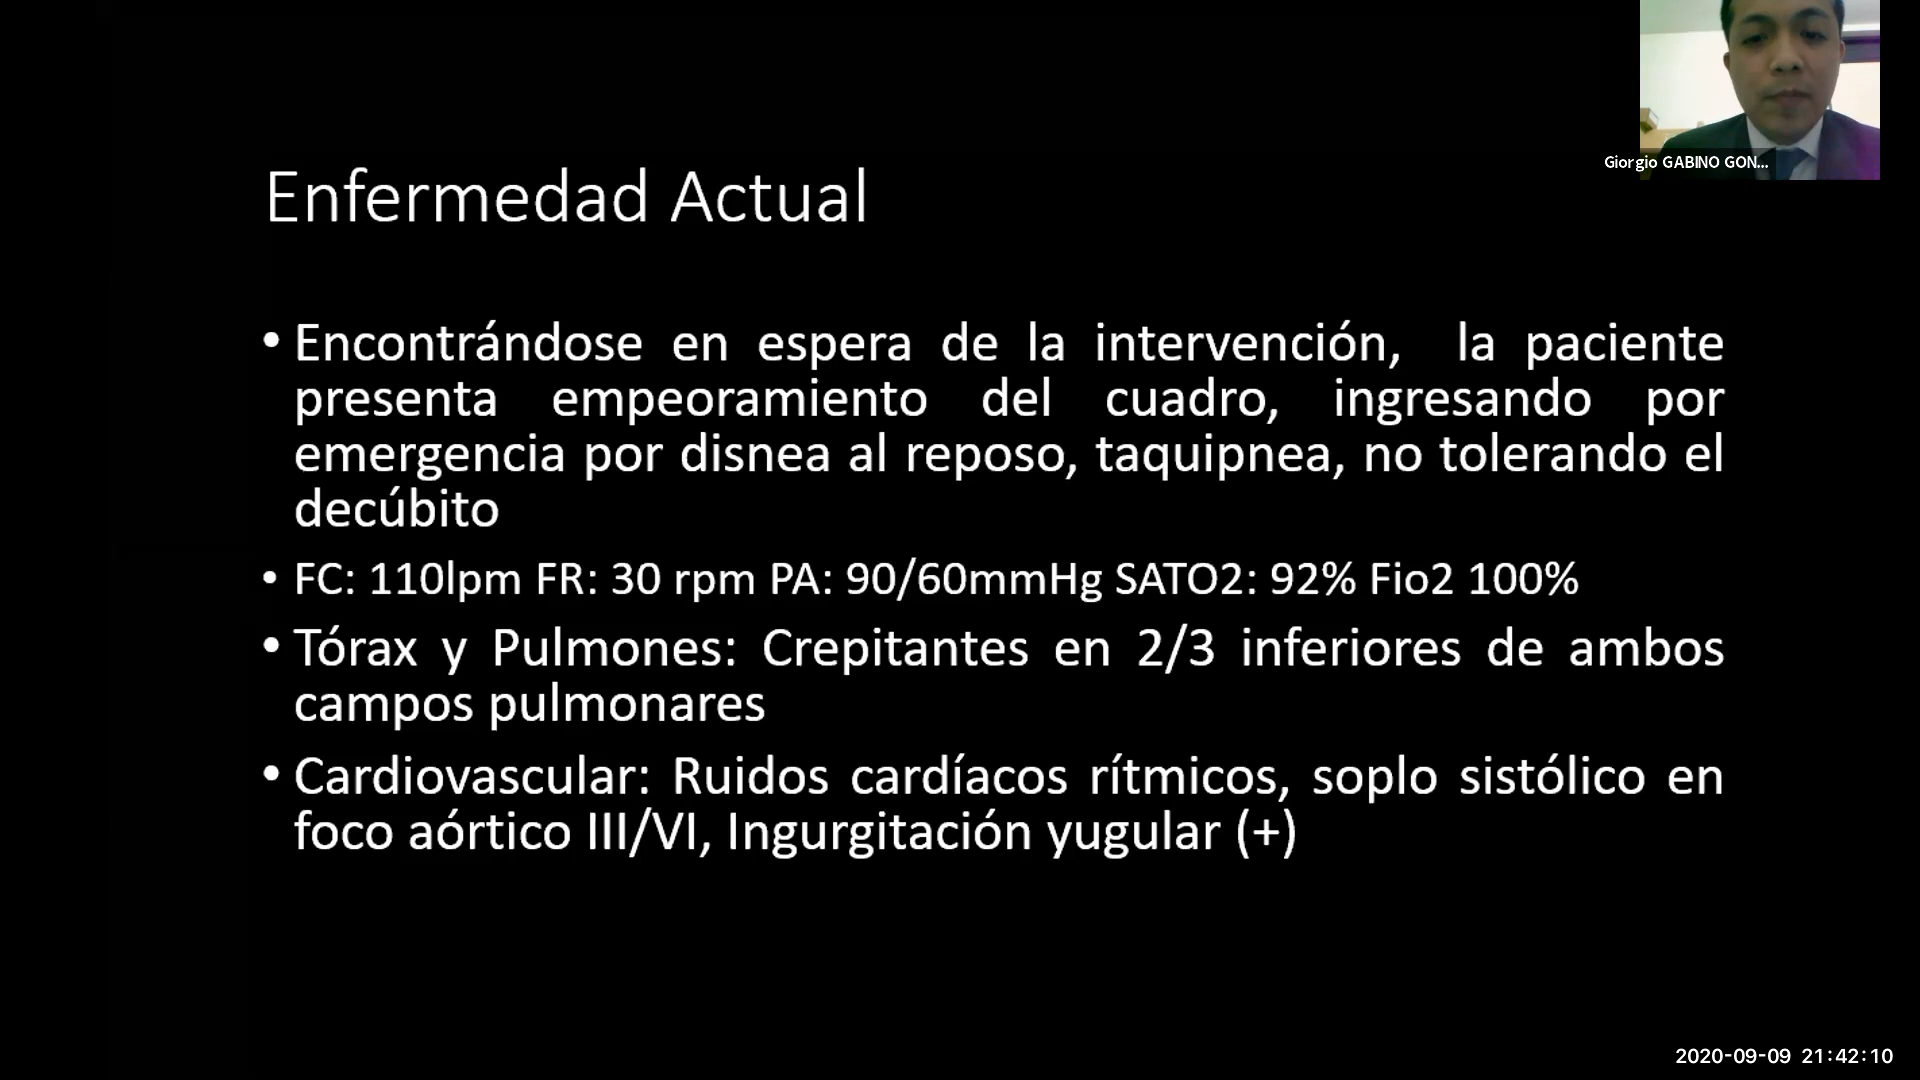 Giorgio GABINO GON...
Enfermedad Actual
• Encontrándose en espera de la intervención, la paciente
presenta empeoramiento del cuadro, ingresando por
emergencia por disnea al reposo, taquipnea, no tolerando el
decúbito
• FC: 110lpm FR: 30 rpm PA: 90/60mmHg SATO2: 92% Fio2 100%
• Tórax y Pulmones: Crepitantes en 2/3 inferiores de ambos
campos pulmonares
• Cardiovascular: Ruidos cardíacos rítmicos, soplo sistólico en
foco aórtico III/VI, Ingurgitación yugular (+)
2020-09-09 21:42:10